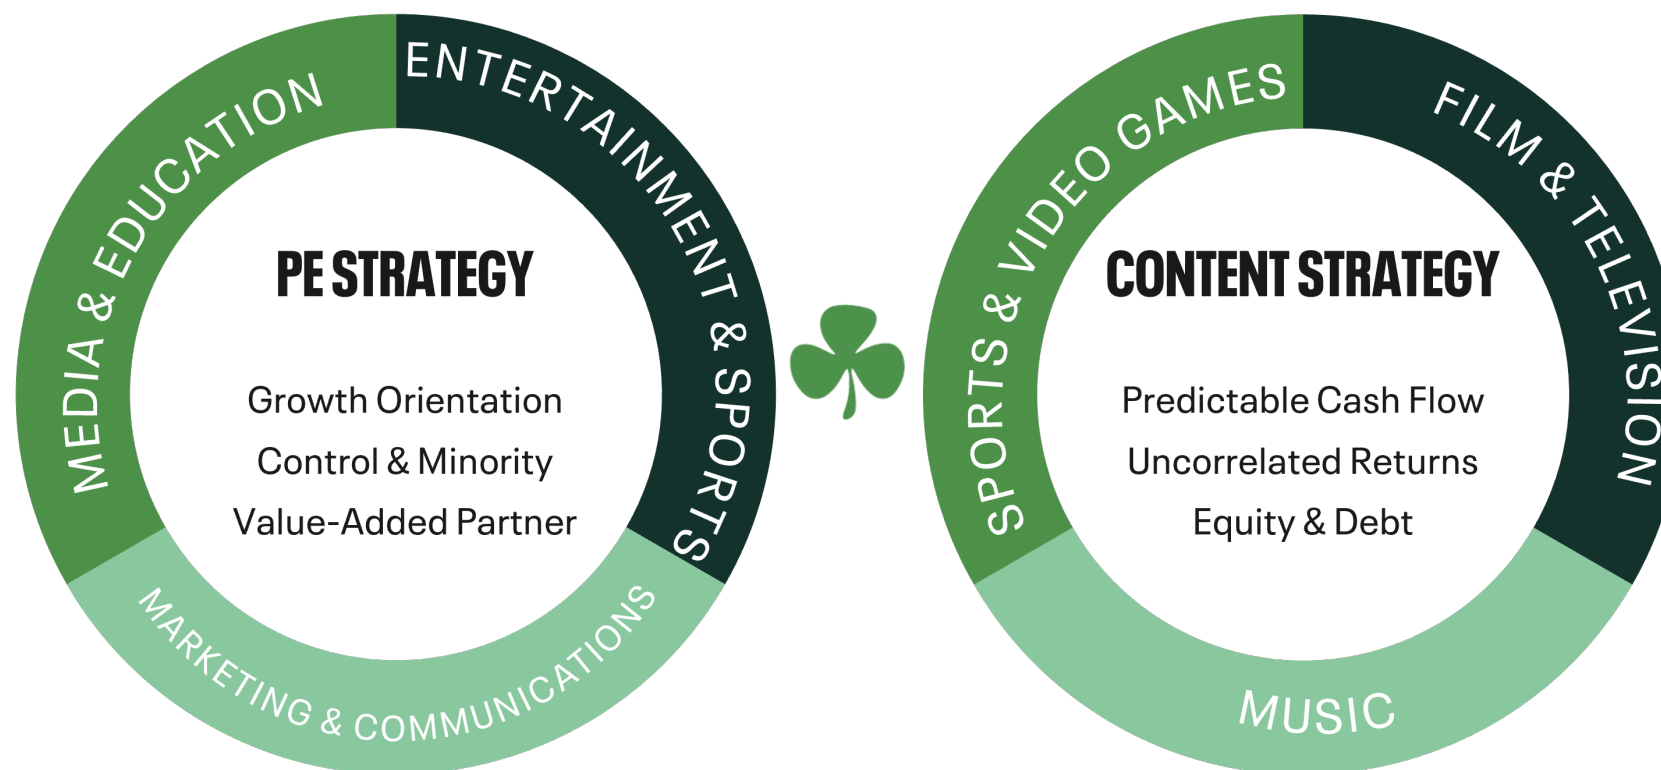 MEDIA & EDUCATION
ENTERTAINMENT & SPORTS
PE STRATEGY
Growth Orientation
Control & Minority
Value-Added Partner
MARKETING & COMMUNICATIONS
SPORTS & VIDEO GAMES
FILM & TELEVISION
CONTENT STRATEGY
Predictable Cash Flow
Uncorrelated Returns
Equity & Debt
MUSIC